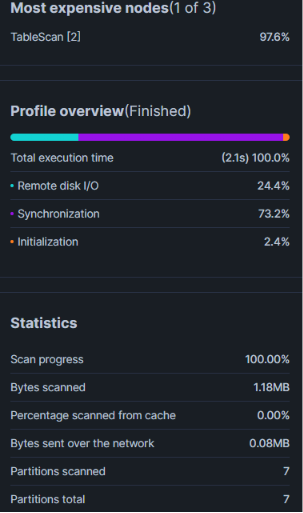 Most expensive nodes(1 of 3)
TableScan [2] 97.6%
Profile overview(Finished)
Total execution time (2.1s) 100.0%
Remote disk I/O 24.4%
Synchronization 73.2%
Initialization 2.4%
Statistics
Scan progress 100.00%
Bytes scanned 1.18MB
Percentage scanned from cache 0.00%
Bytes sent over the network 0.08MB
Partitions scanned 7
Partitions total 7